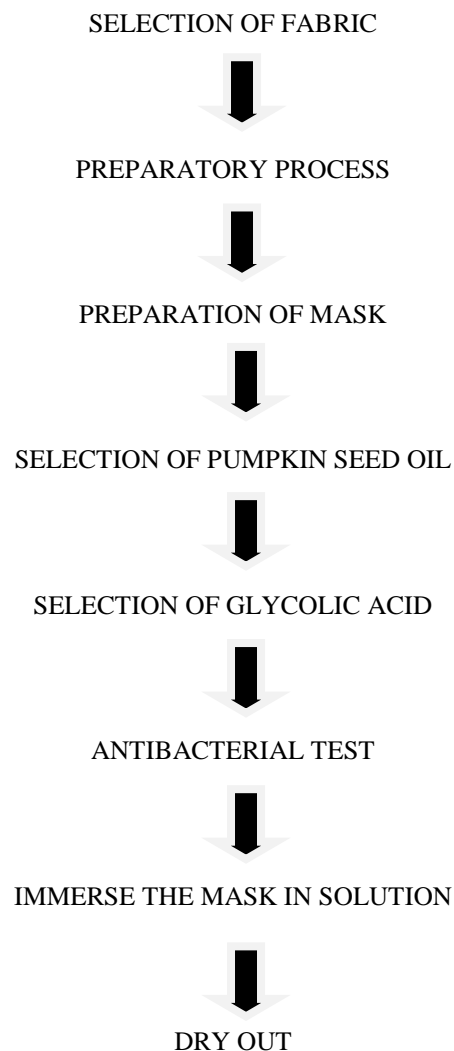 SELECTION OF FABRIC
PREPARATORY PROCESS
PREPARATION OF MASK
SELECTION OF PUMPKIN SEED OIL
SELECTION OF GLYCOLIC ACID
ANTIBACTERIAL TEST
IMMERSE THE MASK IN SOLUTION
DRY OUT